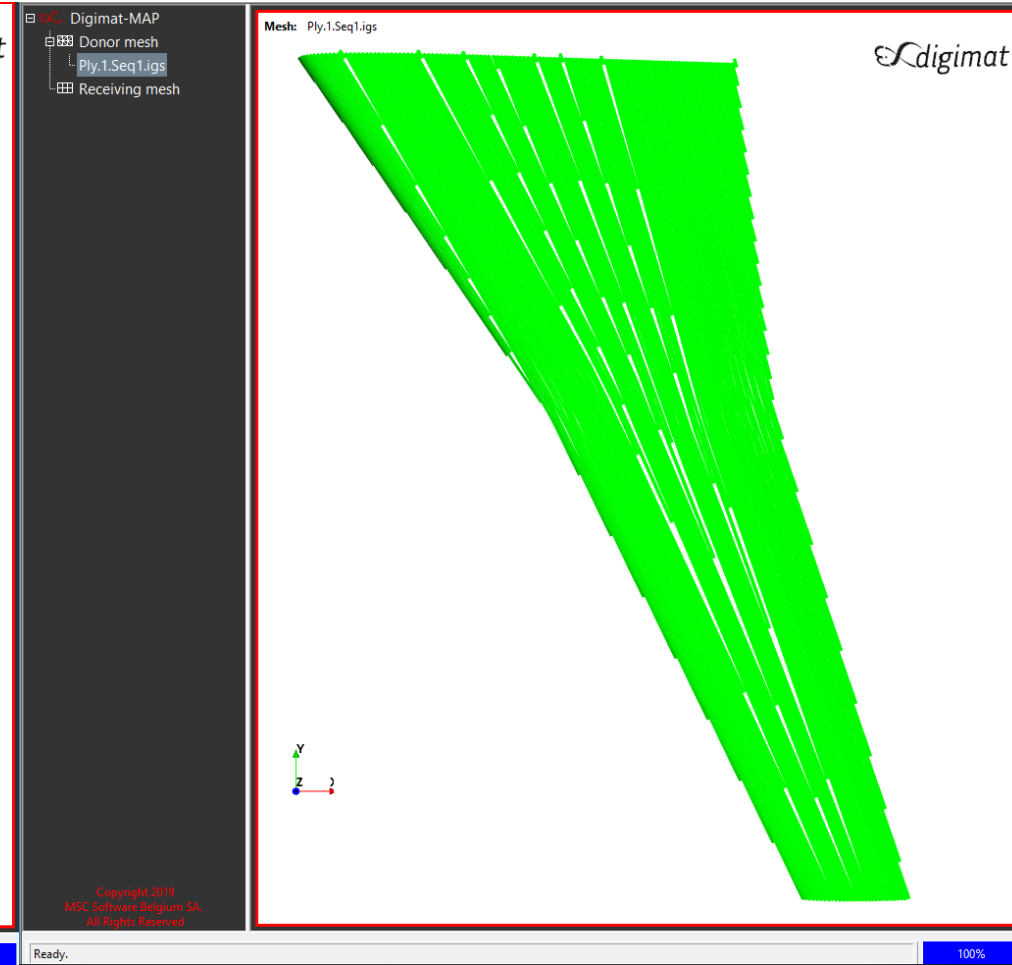 Digimat-MAP
Donor mesh
Ply.1.Seq1.igs
Receiving mesh
Mesh: Ply.1.Seq1.igs
digimat
Y
Z
Copyright 2019
MSC Software Belgium SA.
All Rights Reserved
Ready.
100%